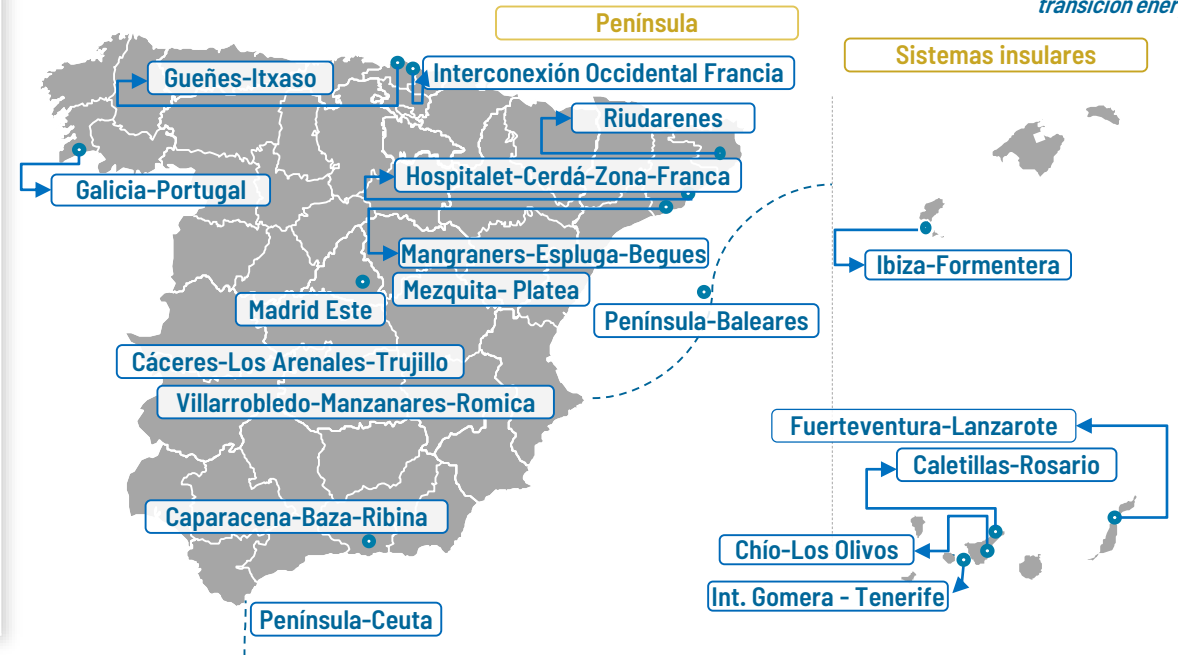 transición ener
Península
Sistemas insulares
Gueñes-Itxaso
Interconexión Occidental Francia
Riudarenes
Hospitalet-Cerdá-Zona-Franca
Galicia-Portugal
Mangraners-Espluga-Begues
Ibiza-Formentera
Mezquita- Platea
Madrid Este
Península-Baleares
Cáceres-Los Arenales-Trujillo
Villarrobledo-Manzanares-Romica
Fuerteventura-Lanzarote
Caletillas-Rosario
Caparacena-Baza-Ribina
Chío-Los Olivos
Int. Gomera - Tenerife
Península-Ceuta